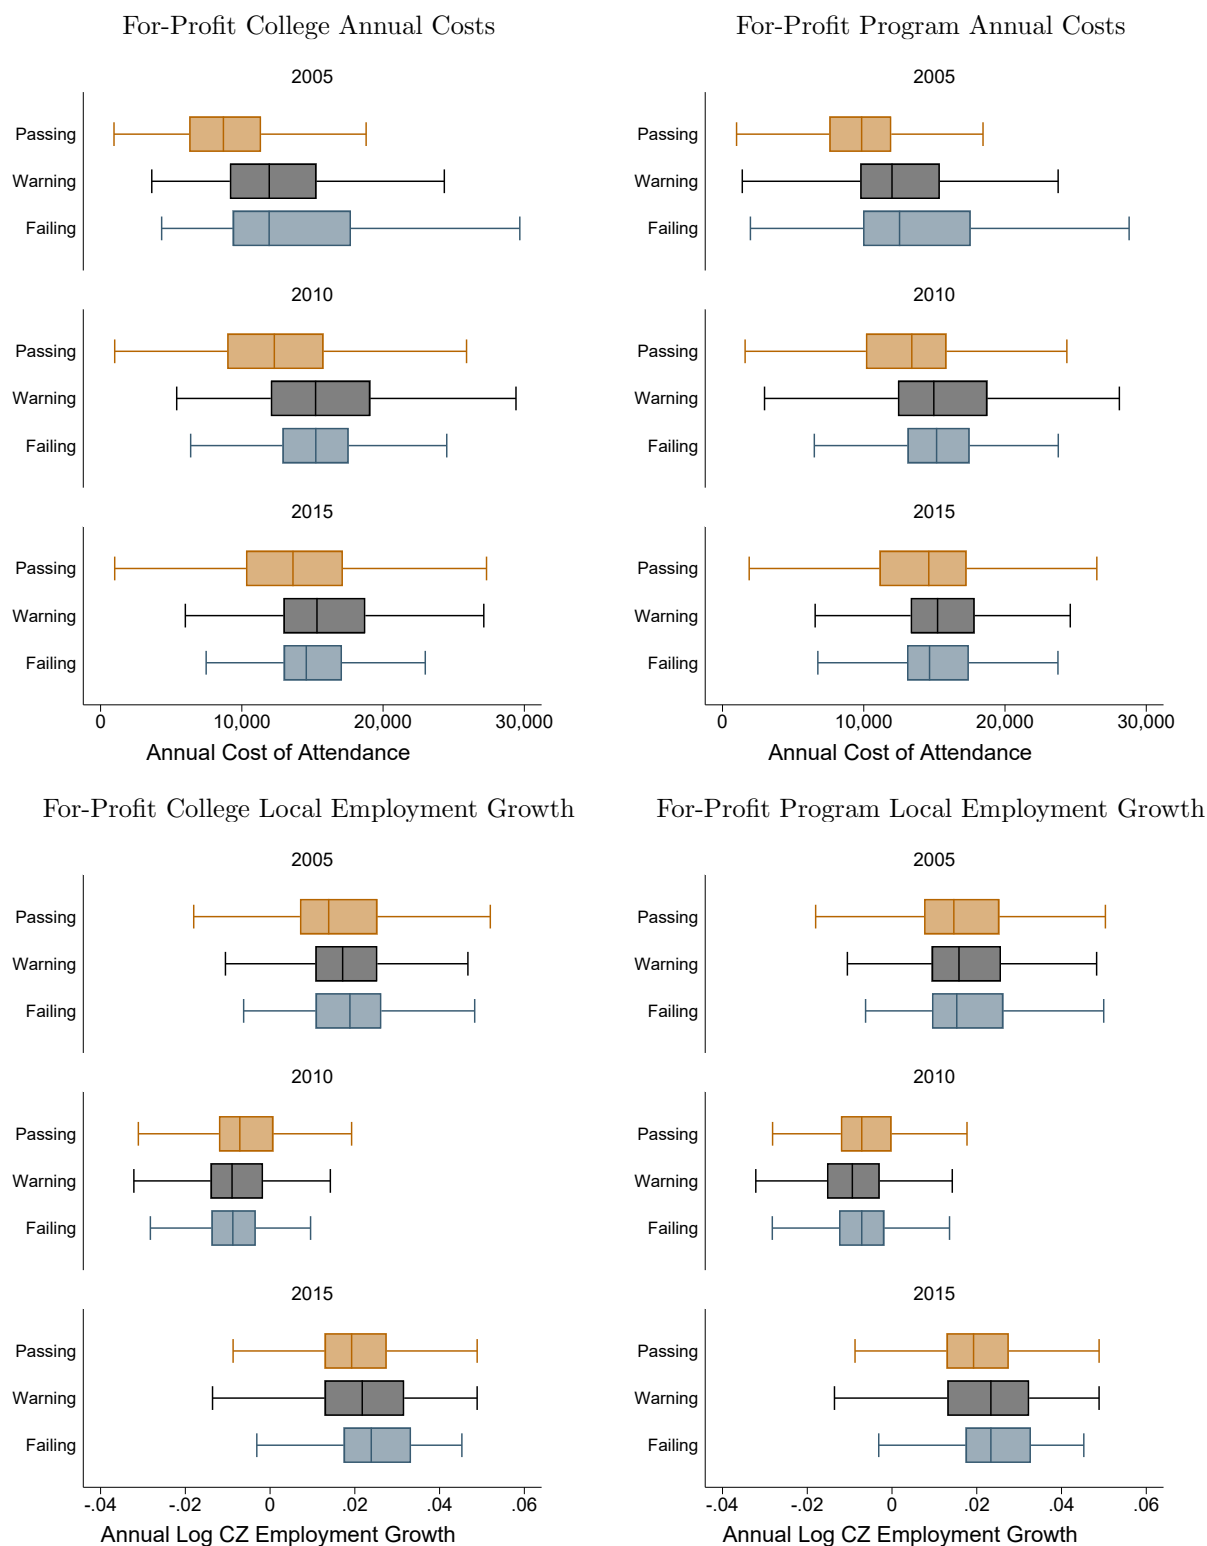 For-Profit College Annual Costs
2005
Passing
Warning
Failing
2010
Passing
Warning
Failing
2015
Passing
Warning
Failing
0 10,000 20,000 30,000
Annual Cost of Attendance
For-Profit Program Annual Costs
2005
Passing
Warning
Failing
2010
Passing
Warning
Failing
2015
Passing
Warning
Failing
0 10,000 20,000 30,000
Annual Cost of Attendance
For-Profit College Local Employment Growth
2005
Passing
Warning
Failing
2010
Passing
Warning
Failing
2015
Passing
Warning
Failing
-.04 -.02 0 .02 .04 .06
Annual Log CZ Employment Growth
For-Profit Program Local Employment Growth
2005
Passing
Warning
Failing
2010
Passing
Warning
Failing
2015
Passing
Warning
Failing
-.04 -.02 0 .02 .04 .06
Annual Log CZ Employment Growth